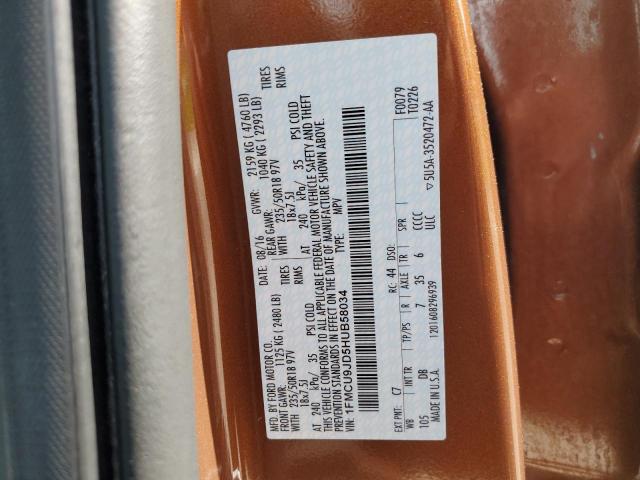 MFD. BY FORD MOTOR CO.
DATE: 08/16 GVWR: 2159 KG ( 4760 LB)
FRONT GAWR: 1125 KG ( 2480 LB) REAR GAWR: 1040 KG ( 2293 LB)
WITH 235/50R18 97V TIRES WITH 235/50R18 97V TIRES
18x7.5J RIMS 18x7.5J RIMS
AT 240 kPa/ 35 PSI COLD AT 240 kPa/ 35 PSI COLD
THIS VEHICLE CONFORMS TO ALL APPLICABLE FEDERAL MOTOR VEHICLE SAFETY AND THEFT
PREVENTION STANDARDS IN EFFECT ON THE DATE OF MANUFACTURE SHOWN ABOVE.
VIN: 1FMCU9JD5HUB58034 TYPE: MPV
F0079
T0226
EXT PNT: C7 RC: 44 DSO:
WB INT TR TP/PS R AXLE TR SPR
105 DB 7 35 6 CCCC
MADE IN U.S.A. ULC
1201608296939 ▽ 5U5A-3520472-AA